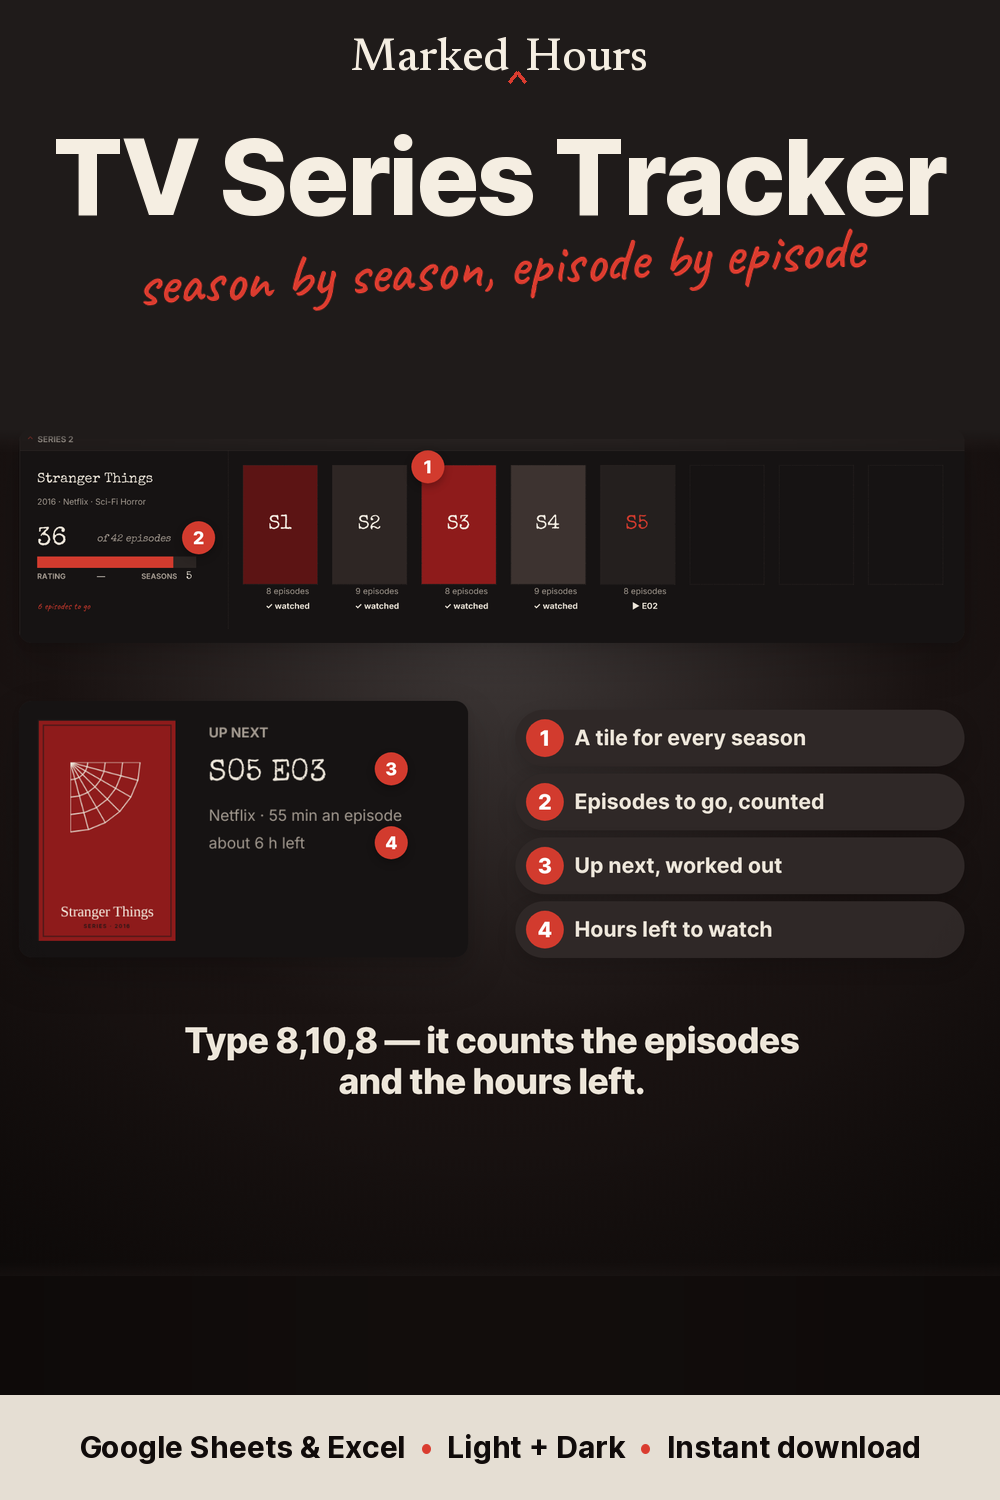 Marked Hours
TV Series Tracker
season by season, episode by episode
SERIES 2
Stranger Things
2016 · Netflix · Sci-Fi Horror
36 of 42 episodes 2
RATING — SEASONS 5
6 episodes to go
1
S1 S2 S3 S4 S5
8 episodes 9 episodes 8 episodes 9 episodes 8 episodes
✓ watched ✓ watched ✓ watched ✓ watched ▶ E02
Stranger Things
SERIES · 2016
UP NEXT
S05 E03 3
Netflix · 55 min an episode
about 6 h left 4
1 A tile for every season
2 Episodes to go, counted
3 Up next, worked out
4 Hours left to watch
Type 8,10,8 — it counts the episodes
and the hours left.
Google Sheets & Excel • Light + Dark • Instant download